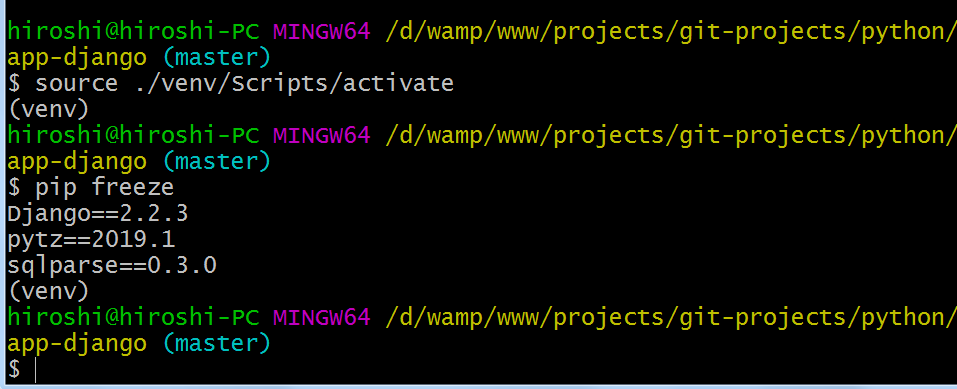 hiroshi@hiroshi-PC MINGW64 /d/wamp/www/projects/git-projects/python/
app-django (master)
$ source ./venv/Scripts/activate
(venv)
hiroshi@hiroshi-PC MINGW64 /d/wamp/www/projects/git-projects/python/
app-django (master)
$ pip freeze
Django==2.2.3
pytz==2019.1
sqlparse==0.3.0
(venv)
hiroshi@hiroshi-PC MINGW64 /d/wamp/www/projects/git-projects/python/
app-django (master)
$